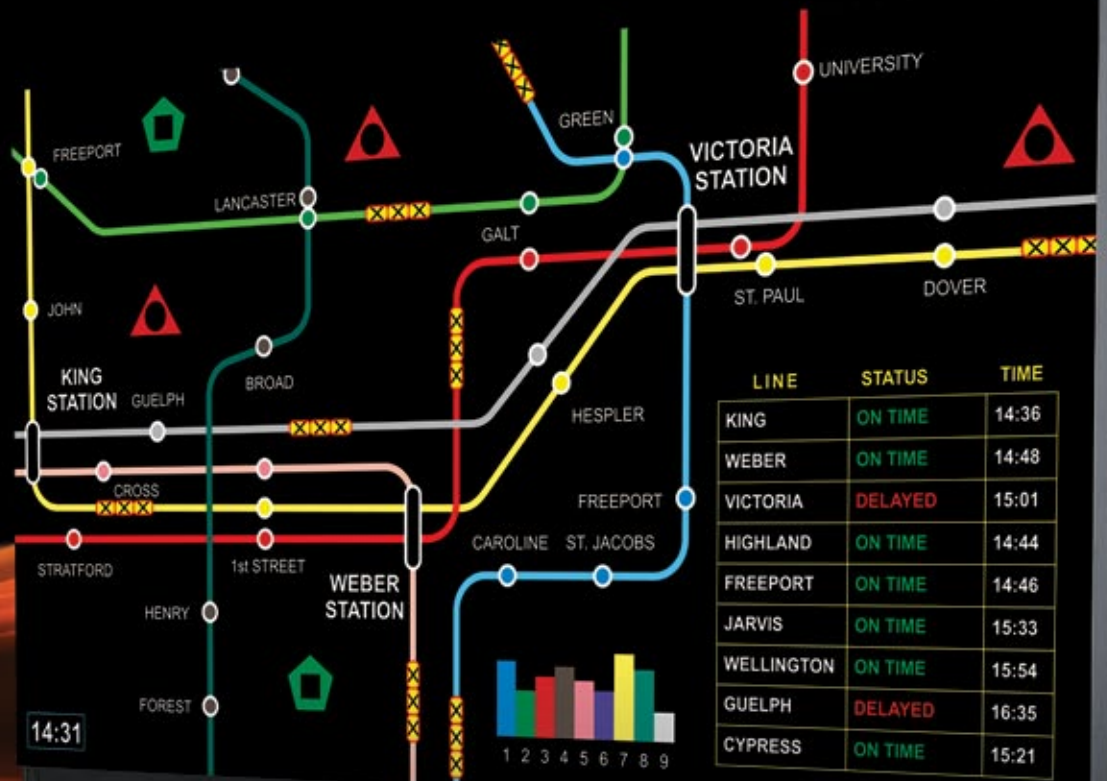 UNIVERSITY
GREEN
VICTORIA
STATION
FREEPORT
LANCASTER
GALT
ST. PAUL
DOVER
JOHN
KING
STATION
GUELPH
BROAD
HESPLER
CROSS
STRATFORD
1st STREET
WEBER
STATION
FREEPORT
CAROLINE
ST. JACOBS
HENRY
FOREST
14:31
1 2 3 4 5 6 7 8 9
LINE STATUS TIME
KING ON TIME 14:36
WEBER ON TIME 14:48
VICTORIA DELAYED 15:01
HIGHLAND ON TIME 14:44
FREEPORT ON TIME 14:46
JARVIS ON TIME 15:33
WELLINGTON ON TIME 15:54
GUELPH DELAYED 16:35
CYPRESS ON TIME 15:21